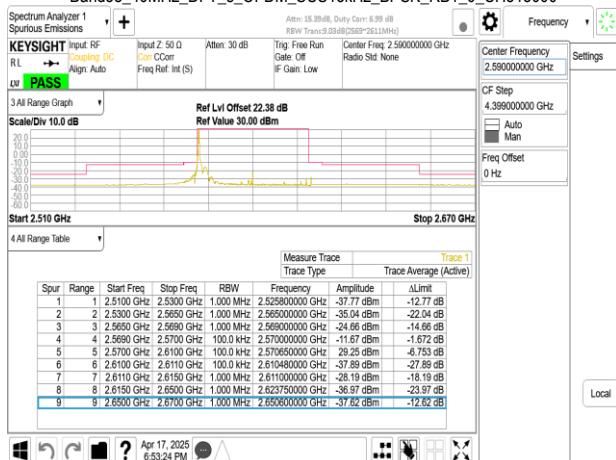 Spectrum Analyzer 1
Spurious Emissions
Attn: 15.39dB, Duty Corr: 6.99 dB
RBW Trans:9.03dB(2569~2611MHz)
Frequency
KEYSIGHT
RL
PASS
Input: RF
Coupling: DC
Align: Auto
Input Z: 50 Ω
Corr CCorr
Freq Ref: Int (S)
Atten: 30 dB
Trig: Free Run
Gate: Off
IF Gain: Low
Center Freq: 2.590000000 GHz
Radio Std: None
Center Frequency
2.590000000 GHz
Settings
CF Step
4.399000000 GHz
Auto
Man
Freq Offset
0 Hz
3 All Range Graph
Scale/Div 10.0 dB
Ref Lvl Offset 22.38 dB
Ref Value 30.00 dBm
20.0
10.0
0.00
-10.0
-20.0
-30.0
-40.0
-50.0
-60.0
Start 2.510 GHz
Stop 2.670 GHz
4 All Range Table
Measure Trace Trace 1
Trace Type Trace Average (Active)
Spur Range Start Freq Stop Freq RBW Frequency Amplitude ΔLimit
1 1 2.5100 GHz 2.5300 GHz 1.000 MHz 2.525800000 GHz -37.77 dBm -12.77 dB
2 2 2.5300 GHz 2.5650 GHz 1.000 MHz 2.565000000 GHz -35.04 dBm -22.04 dB
3 3 2.5650 GHz 2.5690 GHz 1.000 MHz 2.569000000 GHz -24.66 dBm -14.66 dB
4 4 2.5690 GHz 2.5700 GHz 100.0 kHz 2.570000000 GHz -11.67 dBm -1.672 dB
5 5 2.5700 GHz 2.6100 GHz 100.0 kHz 2.570650000 GHz 29.25 dBm -6.753 dB
6 6 2.6100 GHz 2.6110 GHz 100.0 kHz 2.610480000 GHz -37.89 dBm -27.89 dB
7 7 2.6110 GHz 2.6150 GHz 1.000 MHz 2.611000000 GHz -28.19 dBm -18.19 dB
8 8 2.6150 GHz 2.6500 GHz 1.000 MHz 2.623750000 GHz -36.97 dBm -23.97 dB
9 9 2.6500 GHz 2.6700 GHz 1.000 MHz 2.650600000 GHz -37.62 dBm -12.62 dB
Local
Apr 17, 2025
6:53:24 PM